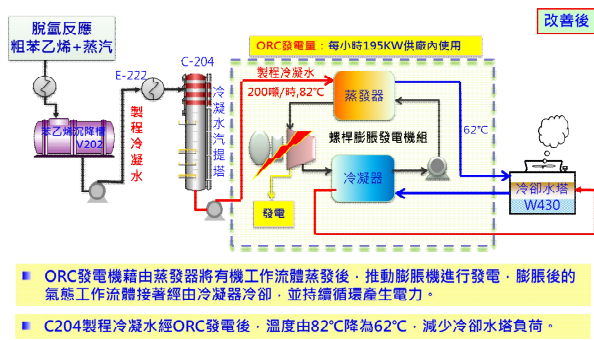 改善後
脫氫反應
粗苯乙烯+蒸汽
ORC發電量：每小時195KW供廠內使用
E-222
C-204
製程冷凝水
200噸/時,82℃
蒸發器
苯乙烯沉降槽
V202
製程冷凝水
冷凝水汽提塔
螺桿膨脹發電機組
62℃
冷凝器
發電
冷卻水塔
W430
ORC發電機藉由蒸發器將有機工作流體蒸發後，推動膨脹機進行發電，膨脹後的
氣態工作流體接著經由冷凝器冷卻，並持續循環產生電力。
C204製程冷凝水經ORC發電後，溫度由82℃降為62℃，減少冷卻水塔負荷。